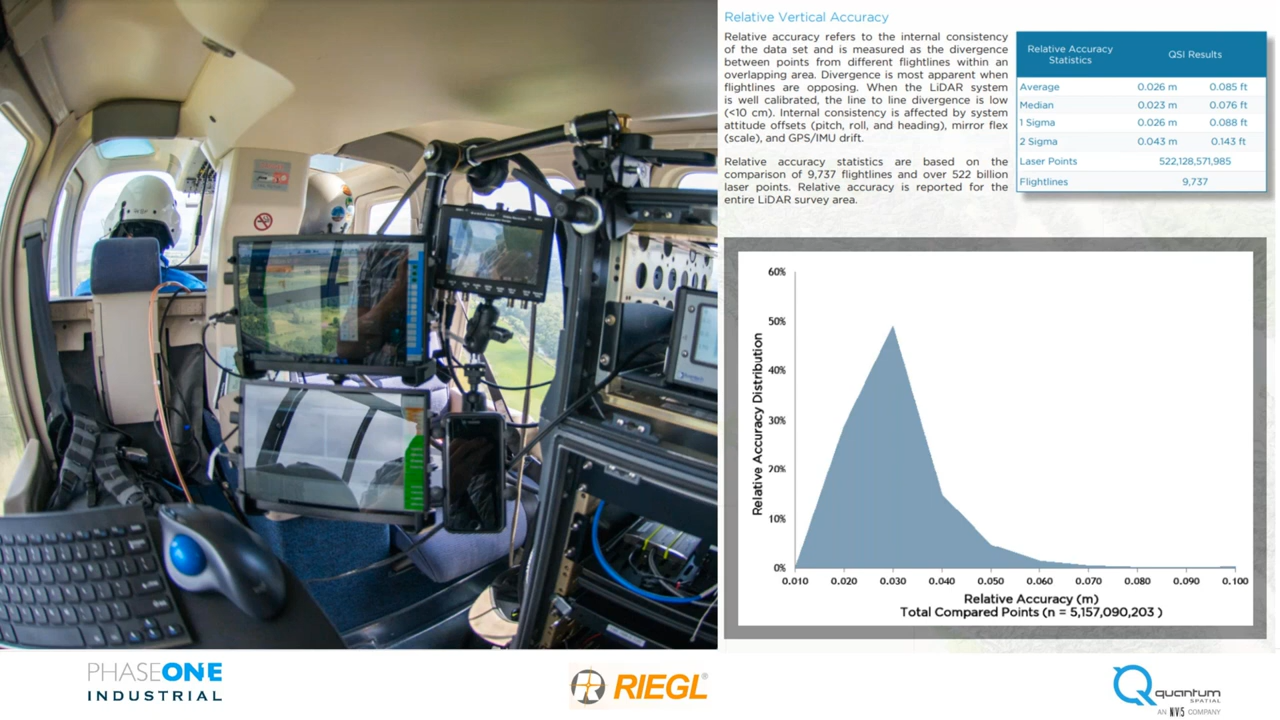 Relative Vertical Accuracy
Relative accuracy refers to the internal consistency
of the data set and is measured as the divergence
between points from different flightlines within an
overlapping area. Divergence is most apparent when
flightlines are opposing. When the LiDAR system
is well calibrated, the line to line divergence is low
(<10 cm). Internal consistency is affected by system
attitude offsets (pitch, roll, and heading), mirror flex
(scale), and GPS/IMU drift.
Relative accuracy statistics are based on the
comparison of 9,737 flightlines and over 522 billion
laser points. Relative accuracy is reported for the
entire LiDAR survey area.
Relative Accuracy Statistics QSI Results
Average 0.026 m 0.085 ft
Median 0.023 m 0.076 ft
1 Sigma 0.026 m 0.088 ft
2 Sigma 0.043 m 0.143 ft
Laser Points 522,128,571,985
Flightlines 9,737
Relative Accuracy Distribution
60%
50%
40%
30%
20%
10%
0%
0.010 0.020 0.030 0.040 0.050 0.060 0.070 0.080 0.090 0.100
Relative Accuracy (m)
Total Compared Points (n = 5,157,090,203 )
PHASEONE
INDUSTRIAL
RIEGL®
quantum
SPATIAL
AN NV5 COMPANY